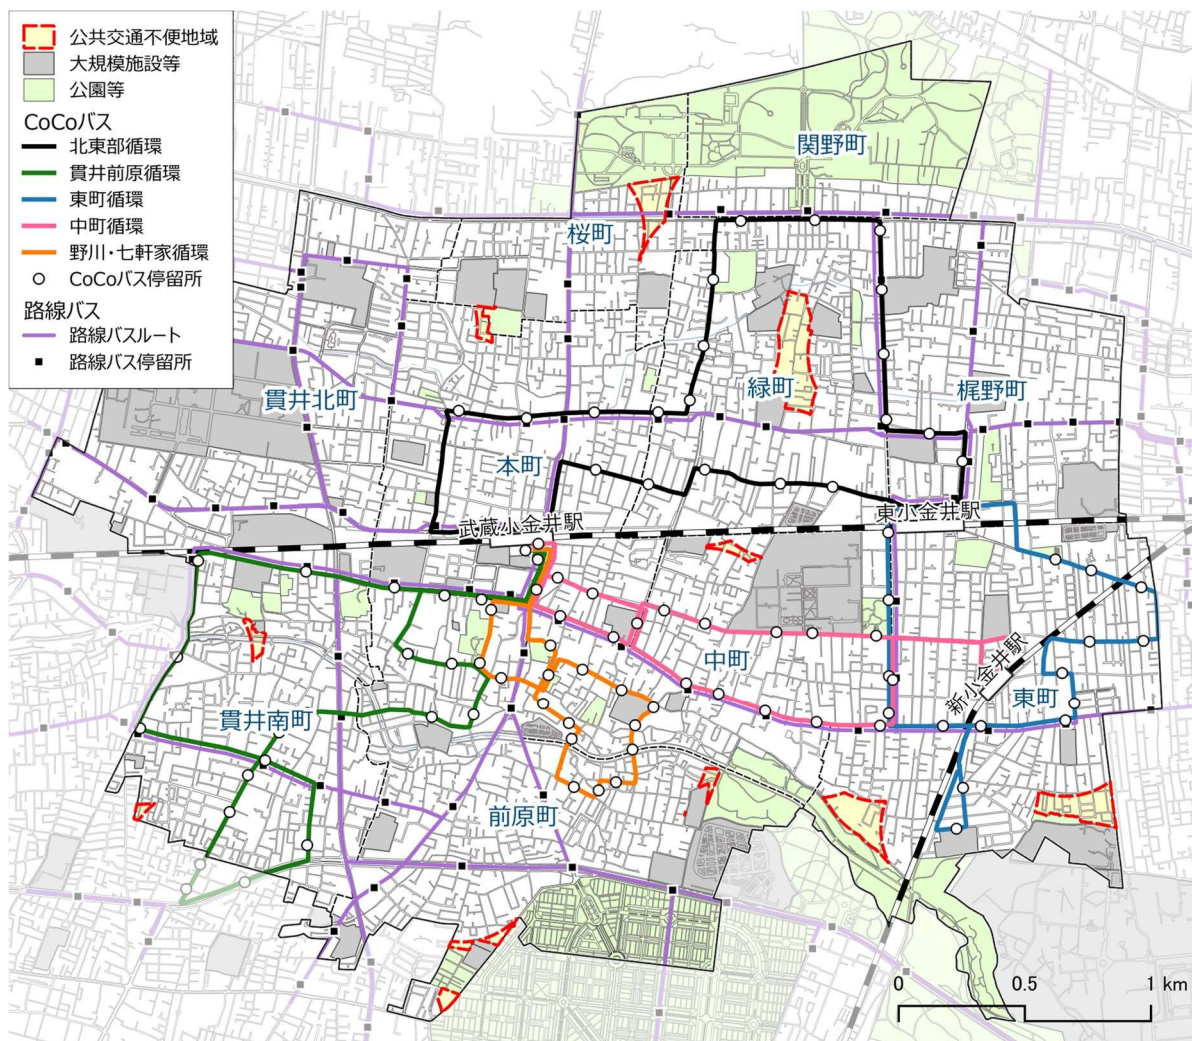 公共交通不便地域
大規模施設等
公園等
CoCoバス
北東部循環
貫井前原循環
東町循環
中町循環
野川・七軒家循環
CoCoバス停留所
路線バス
路線バスルート
路線バス停留所
関野町
桜町
貫井北町
緑町
梶野町
本町
武蔵小金井駅
東小金井駅
中町
新小金井駅
東町
貫井南町
前原町
0 0.5 1 km